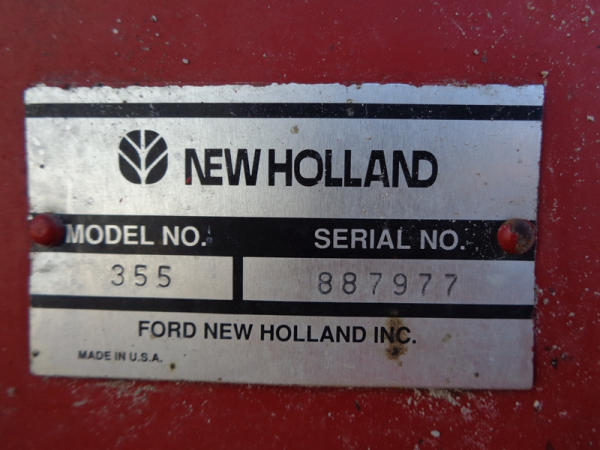 NEW HOLLAND
MODEL NO. SERIAL NO.
355 887977
FORD NEW HOLLAND INC.
MADE IN U.S.A.